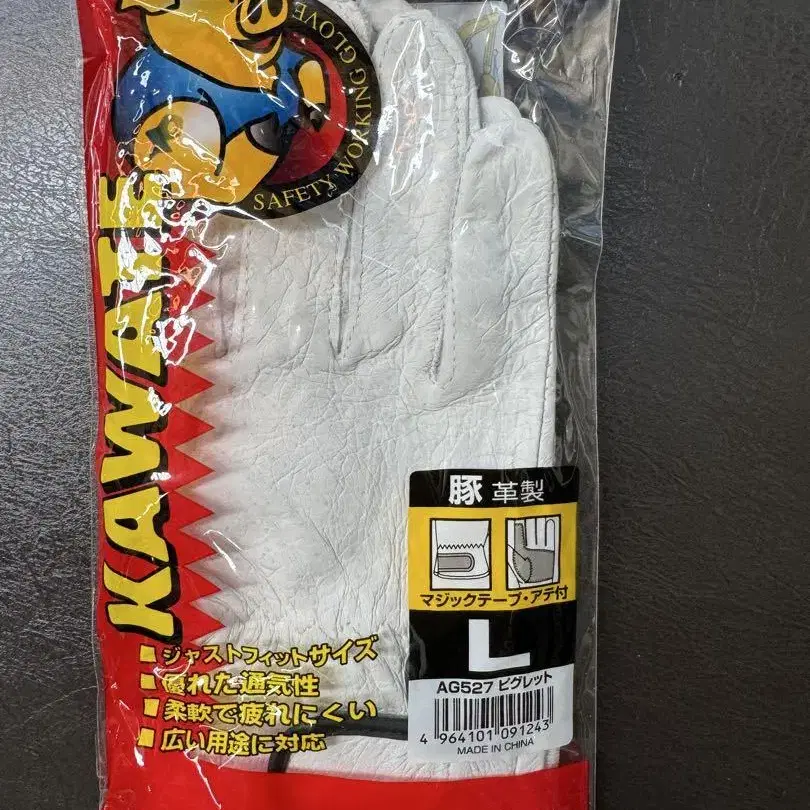 SAFETY WORKING GLOVE
豚 革製
マジックテープ・アテ付
L
AG527 ピグレット
4 964101 091243
MADE IN CHINA
■ ジャストフィットサイズ
■ 優れた通気性
■ 柔軟で疲れにくい
■ 広い用途に対応